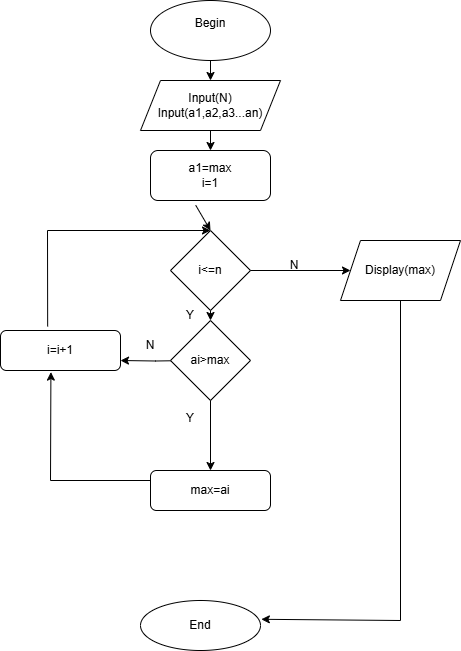 Begin
Input(N)
Input(a1,a2,a3...an)
a1=max
i=1
i<=n
N
Display(max)
Y
i=i+1
N
ai>max
Y
max=ai
End